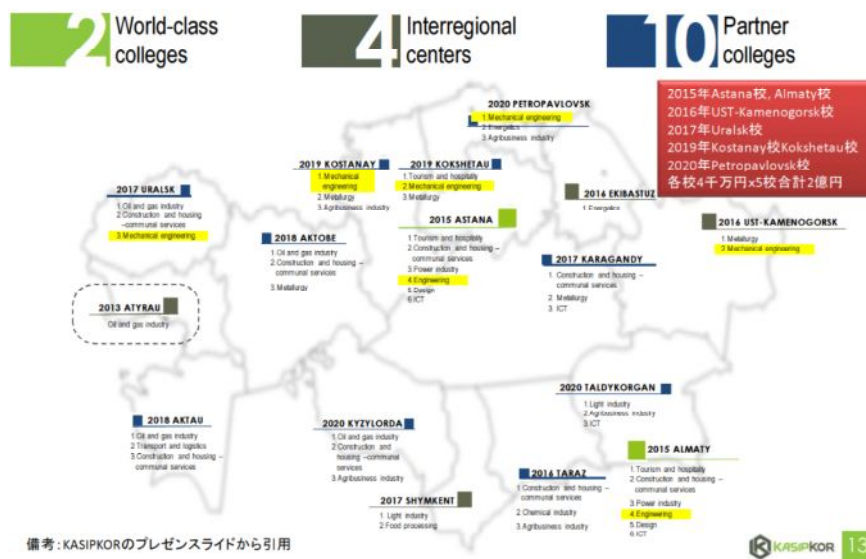 2 World-class colleges
4 Interregional centers
10 Partner colleges
2015年Astana校, Almaty校
2016年UST-Kamenogorsk校
2017年Uralsk校
2019年Kostanay校Kokshetau校
2020年Petropavlovsk校
各校4千万円x5校合計2億円
2020 PETROPAVLOVSK
1.Mechanical engineering
2.Energetics
3.Agribusiness industry
2019 KOSTANAY
1.Mechanical
engineering
2.Metallurgy
3.Agribusiness industry
2019 KOKSHETAU
1.Tourism and hospitality
2.Mechanical engineering
3.Metallurgy
2016 EKIBASTUZ
1.Energetics
2017 URALSK
1.Oil and gas industry
2.Construction and housing
–communal services
3.Mechanical engineering
2018 AKTOBE
1.Oil and gas industry
2.Construction and housing –
communal services
3.Metallurgy
2015 ASTANA
1.Tourism and hospitality
2.Construction and housing –
communal services
3.Power industry
4.Engineering
5.Design
6.ICT
2016 UST-KAMENOGORSK
1.Metallurgy
2.Mechanical engineering
2017 KARAGANDY
1.Construction and housing –
communal services
2.Metallurgy
3.ICT
2013 ATYRAU
Oil and gas industry
2018 AKTAU
1.Oil and gas industry
2.Transport and logistics
3.Construction and housing –
communal services
2020 KYZYLORDA
1.Oil and gas industry
2.Construction and
housing –communal
services
3.Agribusiness industry
2020 TALDYKORGAN
1.Light industry
2.Agribusiness industry
3.ICT
2017 SHYMKENT
1.Light industry
2.Food processing
2016 TARAZ
1.Construction and housing –
communal services
2.Chemical industry
3.Agribusiness industry
2015 ALMATY
1.Tourism and hospitality
2.Construction and housing –
communal services
3.Power industry
4.Engineering
5.Design
6.ICT
備考：KASIPKORのプレゼンスライドから引用
KASIPKOR
13